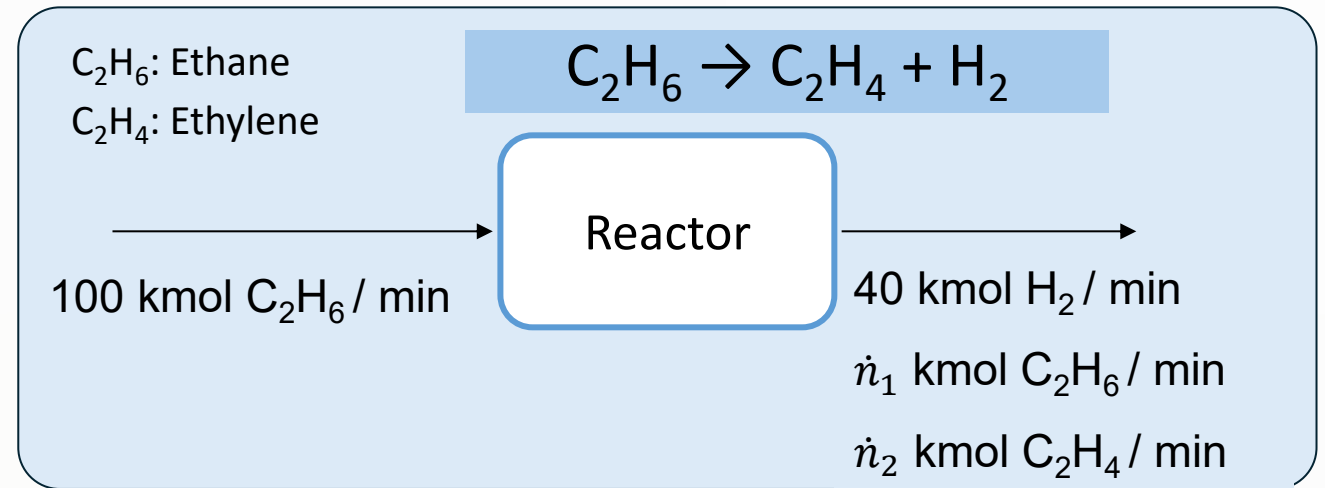 C₂H₆: Ethane
C₂H₄: Ethylene
C₂H₆ → C₂H₄ + H₂
Reactor
100 kmol C₂H₆ / min
40 kmol H₂ / min
ṅ₁ kmol C₂H₆ / min
ṅ₂ kmol C₂H₄ / min